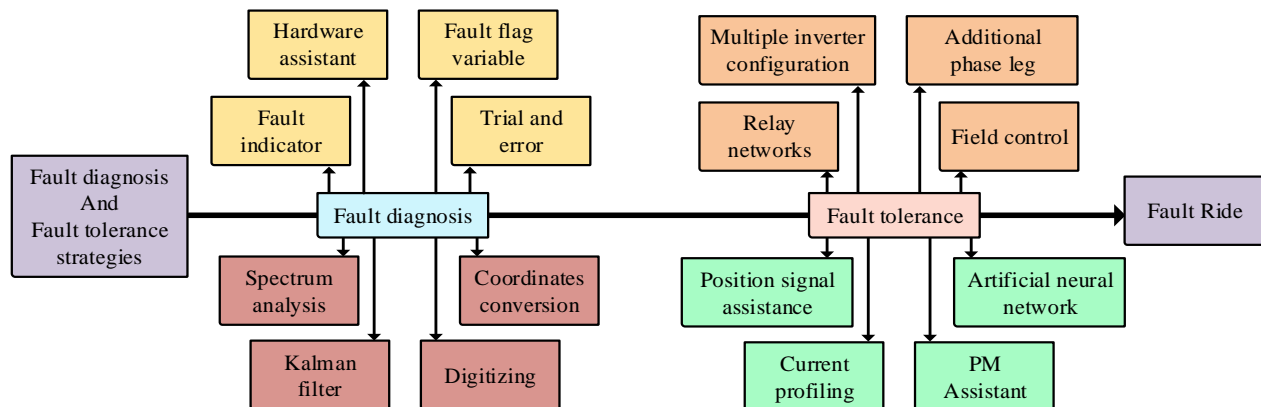 Hardware
assistant
Fault flag
variable
Multiple inverter
configuration
Additional
phase leg
Fault
indicator
Trial and
error
Relay
networks
Field control
Fault diagnosis
And
Fault tolerance
strategies
Fault diagnosis
Fault tolerance
Fault Ride
Spectrum
analysis
Coordinates
conversion
Position signal
assistance
Artificial neural
network
Kalman
filter
Digitizing
Current
profiling
PM
Assistant